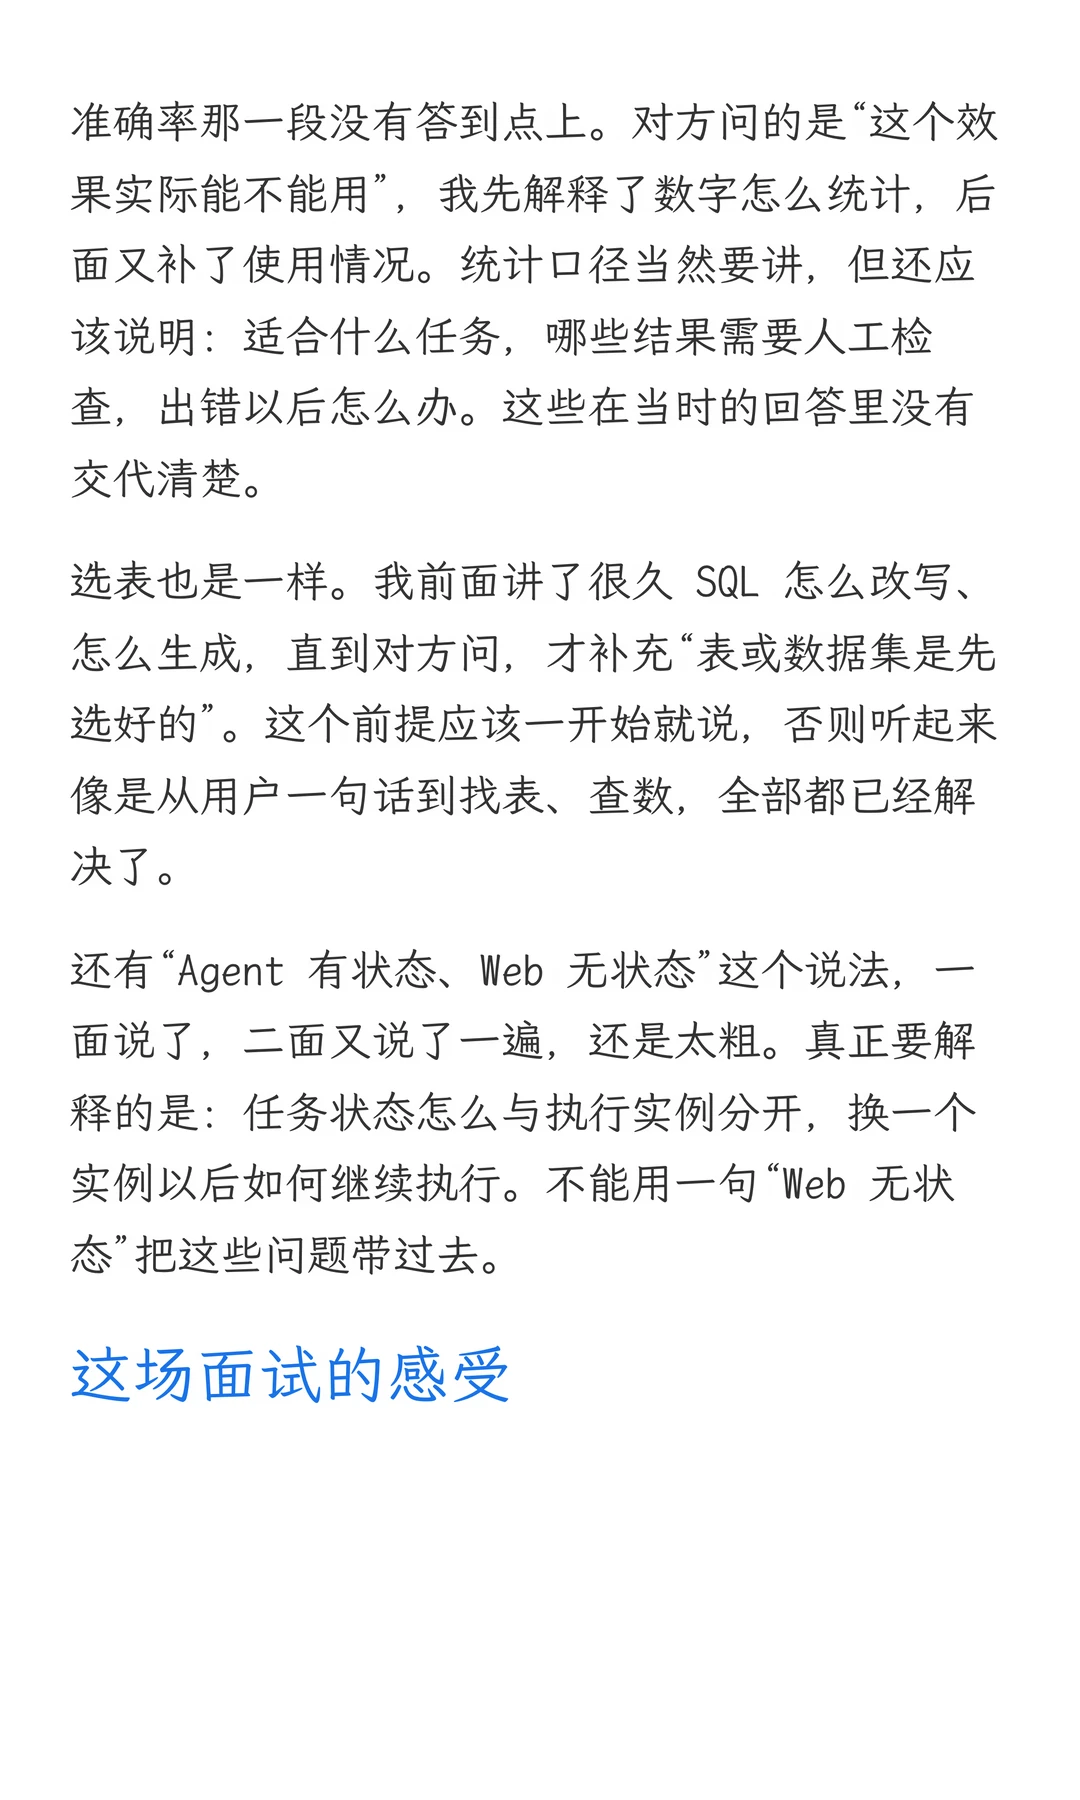 准确率那一段没有答到点上。对方问的是“这个效
果实际能不能用”，我先解释了数字怎么统计，后
面又补了使用情况。统计口径当然要讲，但还应
该说明：适合什么任务，哪些结果需要人工检
查，出错以后怎么办。这些在当时的回答里没有
交代清楚。
选表也是一样。我前面讲了很久 SQL 怎么改写、
怎么生成，直到对方问，才补充“表或数据集是先
选好的”。这个前提应该一开始就说，否则听起来
像是从用户一句话到找表、查数，全部都已经解
决了。
还有“Agent 有状态、Web 无状态”这个说法，一
面说了，二面又说了一遍，还是太粗。真正要解
释的是：任务状态怎么与执行实例分开，换一个
实例以后如何继续执行。不能用一句“Web 无状
态”把这些问题带过去。
这场面试的感受